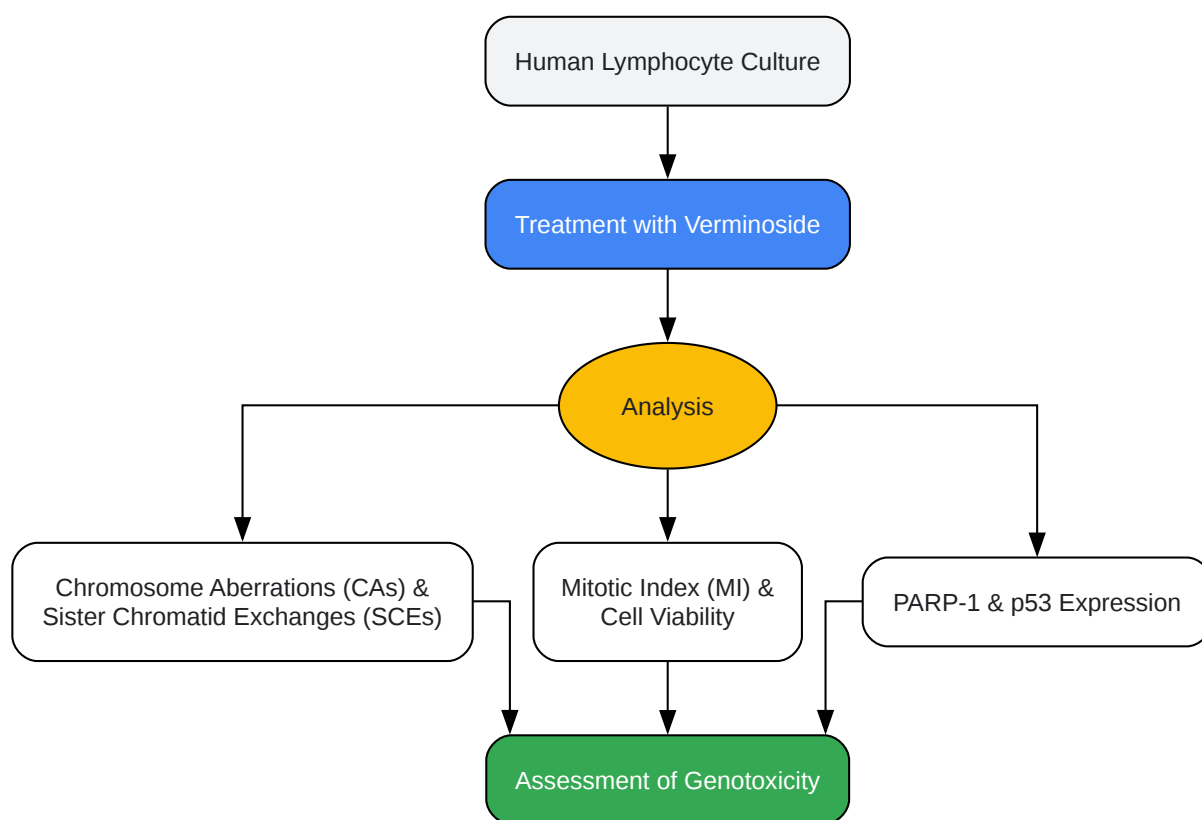 Human Lymphocyte Culture
Treatment with Verminoside
Analysis
Chromosome Aberrations (CAs) &
Sister Chromatid Exchanges (SCEs)
Mitotic Index (MI) &
Cell Viability
PARP-1 & p53 Expression
Assessment of Genotoxicity